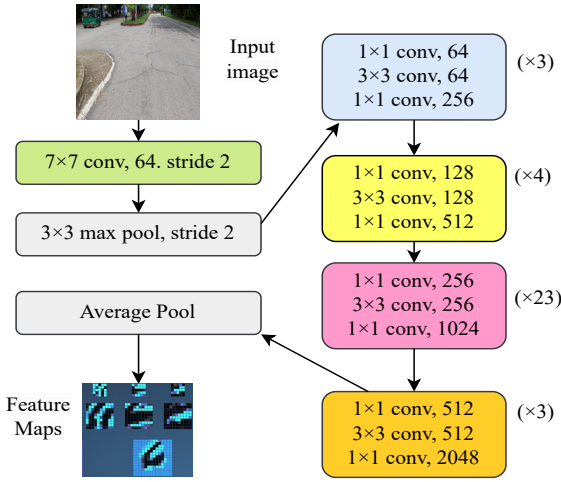 Input
image
7×7 conv, 64. stride 2
3×3 max pool, stride 2
1×1 conv, 64
3×3 conv, 64
1×1 conv, 256
(×3)
1×1 conv, 128
3×3 conv, 128
1×1 conv, 512
(×4)
1×1 conv, 256
3×3 conv, 256
1×1 conv, 1024
(×23)
1×1 conv, 512
3×3 conv, 512
1×1 conv, 2048
(×3)
Average Pool
Feature
Maps